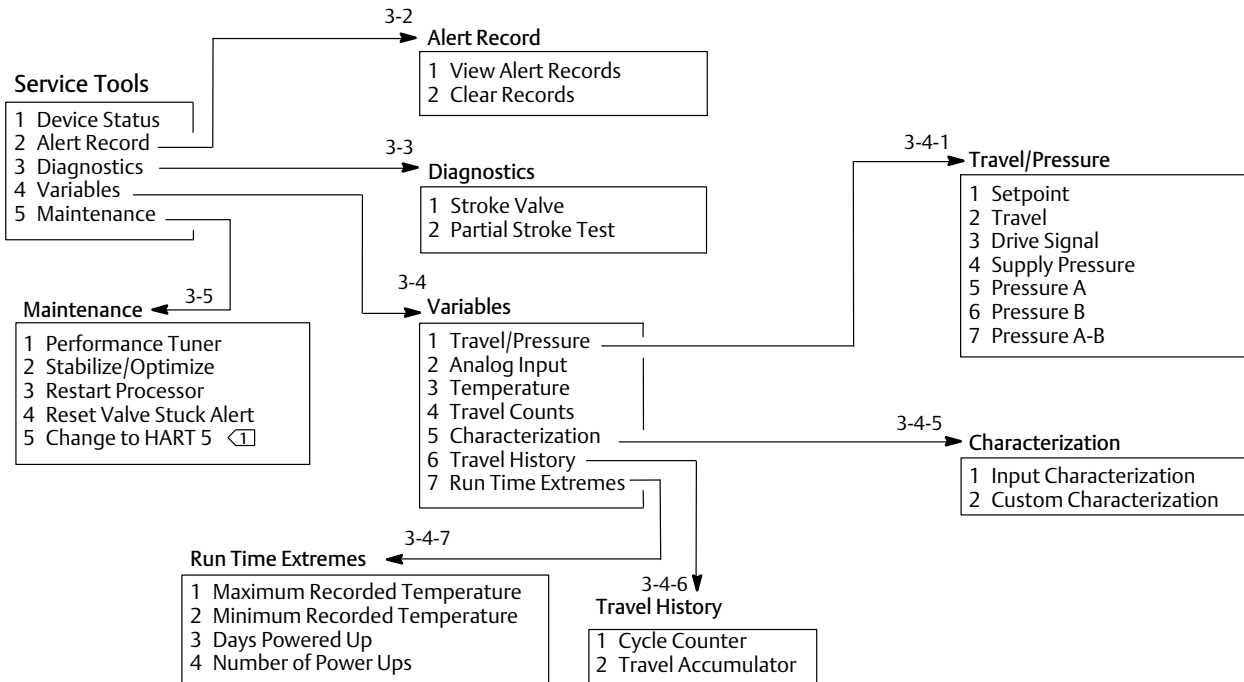 Service Tools
1 Device Status
2 Alert Record
3 Diagnostics
4 Variables
5 Maintenance
3-2
Alert Record
1 View Alert Records
2 Clear Records
3-3
Diagnostics
1 Stroke Valve
2 Partial Stroke Test
3-4
Variables
1 Travel/Pressure
2 Analog Input
3 Temperature
4 Travel Counts
5 Characterization
6 Travel History
7 Run Time Extremes
3-4-1
Travel/Pressure
1 Setpoint
2 Travel
3 Drive Signal
4 Supply Pressure
5 Pressure A
6 Pressure B
7 Pressure A-B
3-5
Maintenance
1 Performance Tuner
2 Stabilize/Optimize
3 Restart Processor
4 Reset Valve Stuck Alert
5 Change to HART 5 1
3-4-5
Characterization
1 Input Characterization
2 Custom Characterization
3-4-7
Run Time Extremes
1 Maximum Recorded Temperature
2 Minimum Recorded Temperature
3 Days Powered Up
4 Number of Power Ups
3-4-6
Travel History
1 Cycle Counter
2 Travel Accumulator